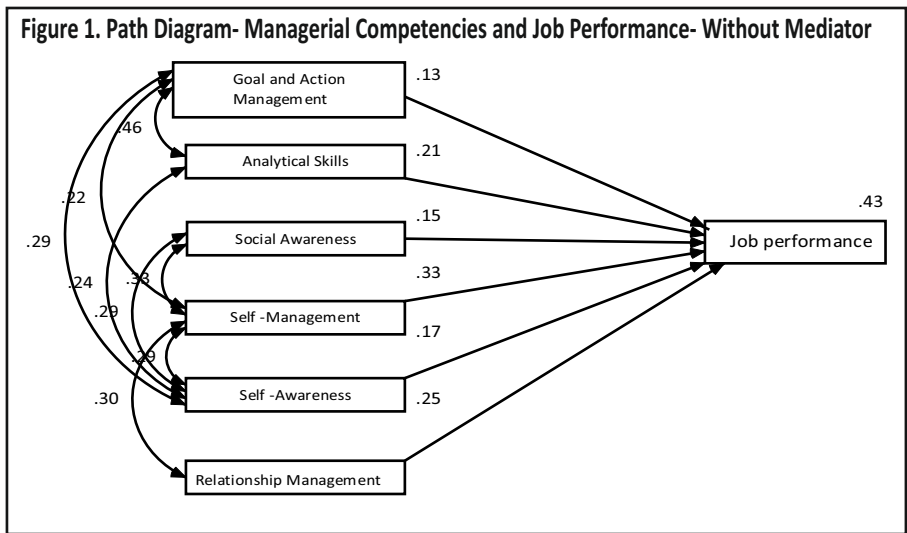 Figure 1. Path Diagram- Managerial Competencies and Job Performance- Without Mediator
Goal and Action
Management
.13
.46
Analytical Skills
.21
.22
.15
.43
Social Awareness
Job performance
.29
.24
.33
.33
.29
Self -Management
.17
.29
Self -Awareness
.25
.30
Relationship Management